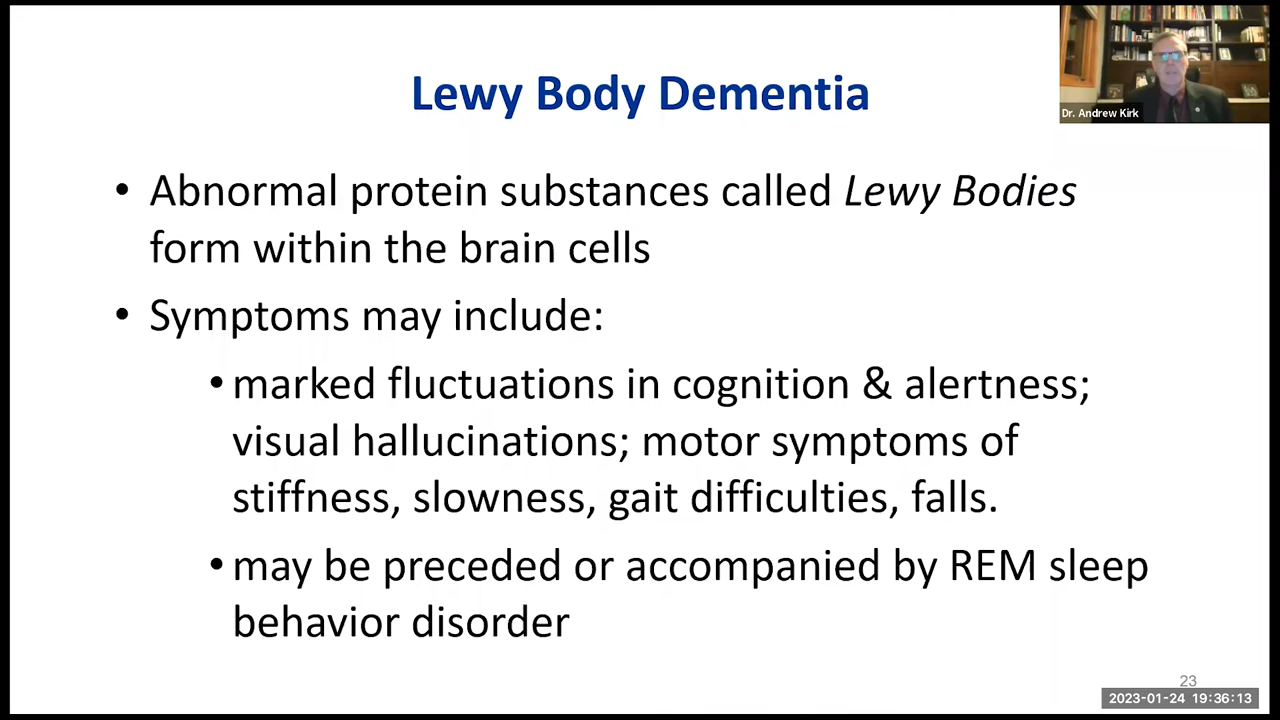 Lewy Body Dementia
Dr. Andrew Kirk
• Abnormal protein substances called Lewy Bodies
form within the brain cells
• Symptoms may include:
• marked fluctuations in cognition & alertness;
visual hallucinations; motor symptoms of
stiffness, slowness, gait difficulties, falls.
• may be preceded or accompanied by REM sleep
behavior disorder
23
2023-01-24 19:36:13